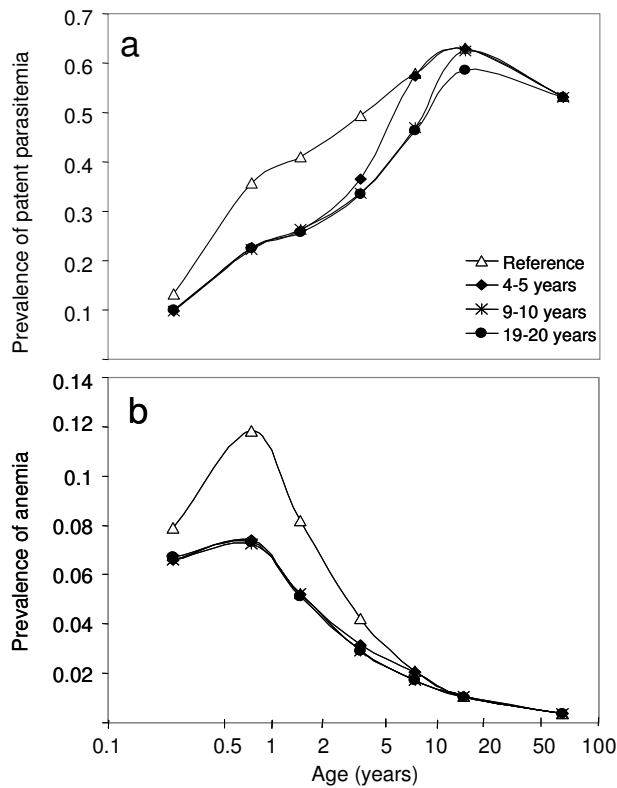 a
Prevalence of patent parasitemia
0.7
0.6
0.5
0.4
0.3
0.2
0.1
Reference
4-5 years
9-10 years
19-20 years
b
Prevalence of anemia
0.14
0.12
0.1
0.08
0.06
0.04
0.02
0.1 0.5 1 2 5 10 20 50 100
Age (years)